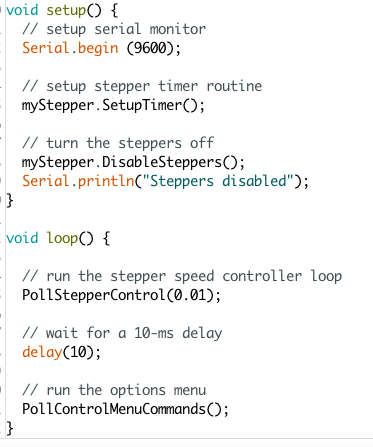 void setup() {
// setup serial monitor
Serial.begin (9600);
// setup stepper timer routine
myStepper.SetupTimer();
// turn the steppers off
myStepper.DisableSteppers();
Serial.println("Steppers disabled");
}
void loop() {
// run the stepper speed controller loop
PollStepperControl(0.01);
// wait for a 10-ms delay
delay(10);
// run the options menu
PollControlMenuCommands();
}